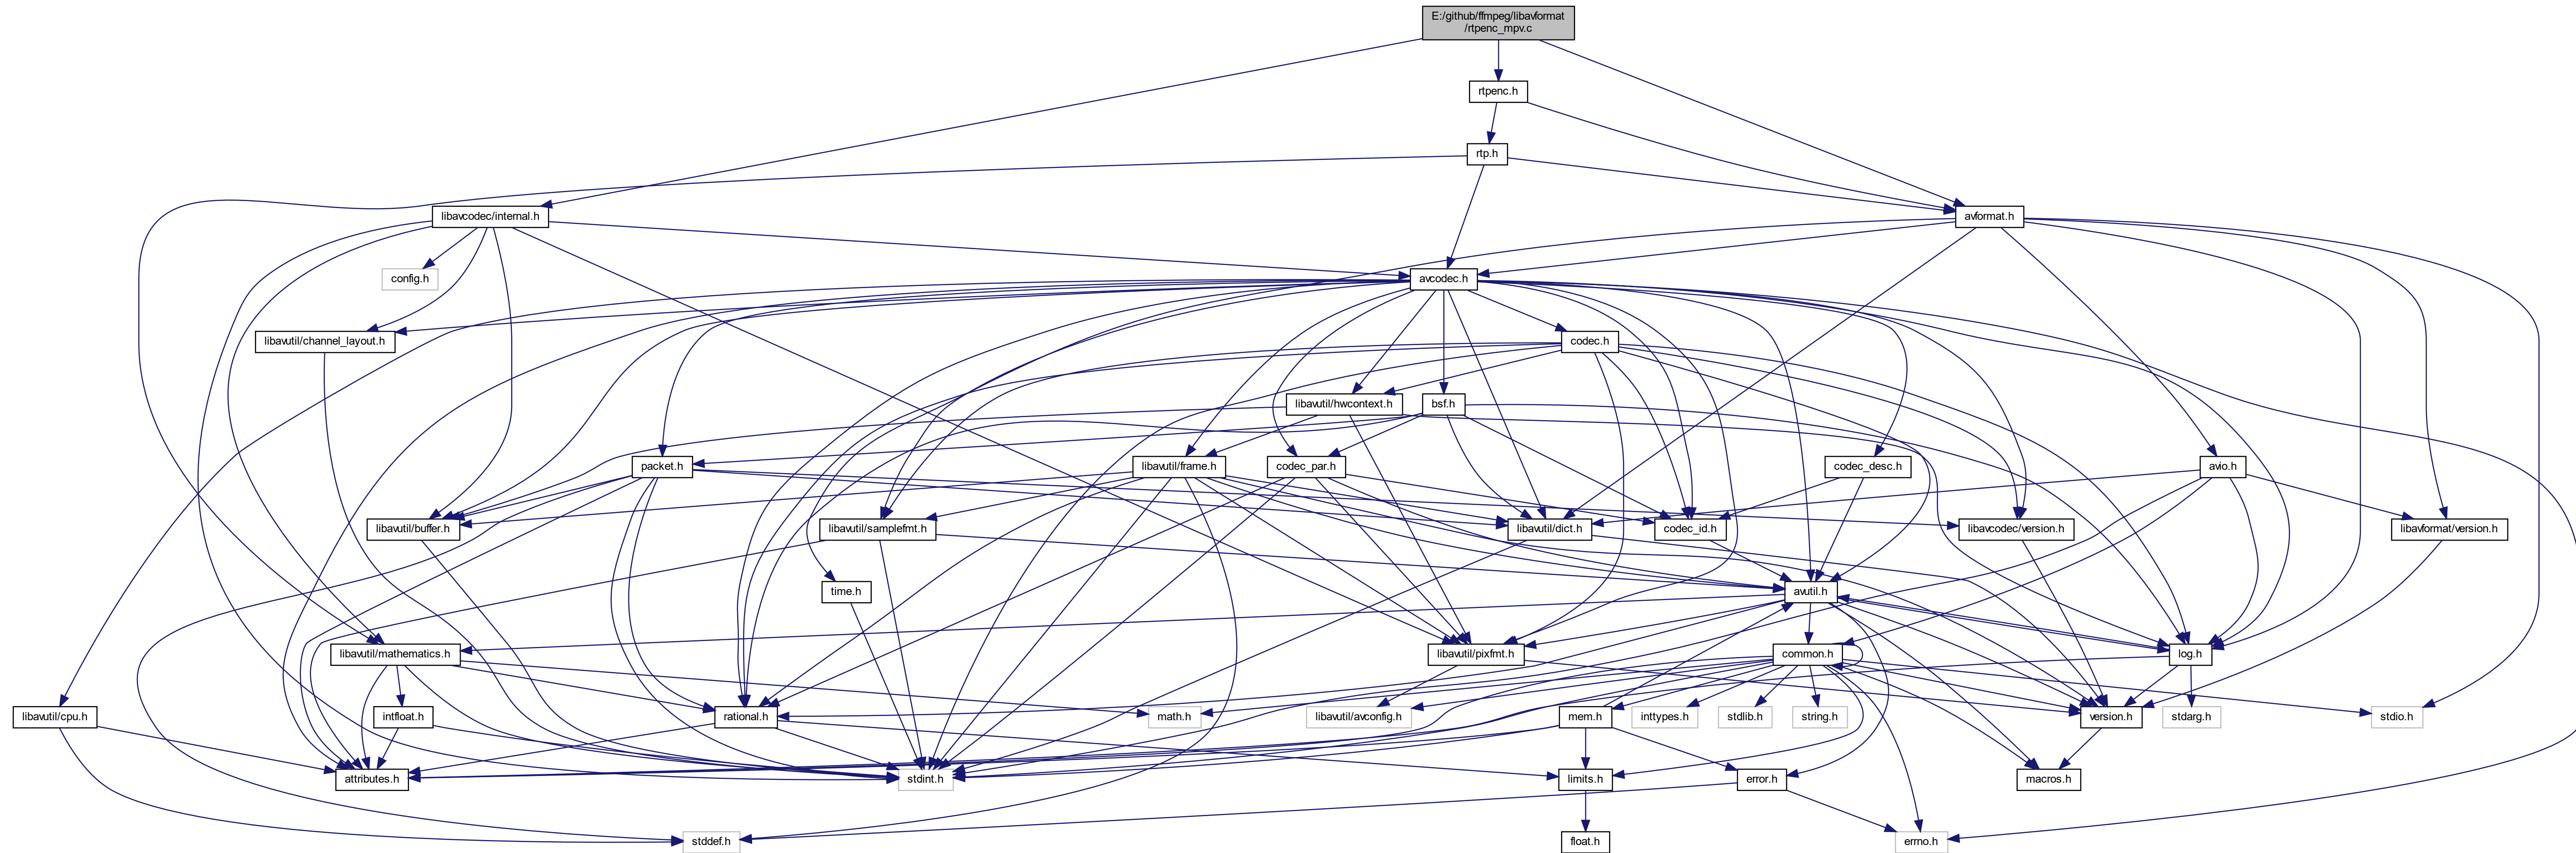 E:/github/ffmpeg/libavformat
/rtpenc_mpv.c
rtpenc.h
rtp.h
libavcodec/internal.h
avformat.h
config.h
avcodec.h
libavutil/channel_layout.h
codec.h
libavutil/hwcontext.h
bsf.h
packet.h
libavutil/frame.h
codec_par.h
codec_desc.h
avio.h
libavutil/buffer.h
libavutil/samplefmt.h
libavutil/dict.h
codec_id.h
libavcodec/version.h
libavformat/version.h
time.h
avutil.h
libavutil/mathematics.h
libavutil/pixfmt.h
common.h
log.h
libavutil/cpu.h
intfloat.h
rational.h
math.h
libavutil/avconfig.h
mem.h
inttypes.h
stdlib.h
string.h
version.h
stdarg.h
stdio.h
attributes.h
stdint.h
limits.h
error.h
macros.h
stddef.h
float.h
errno.h